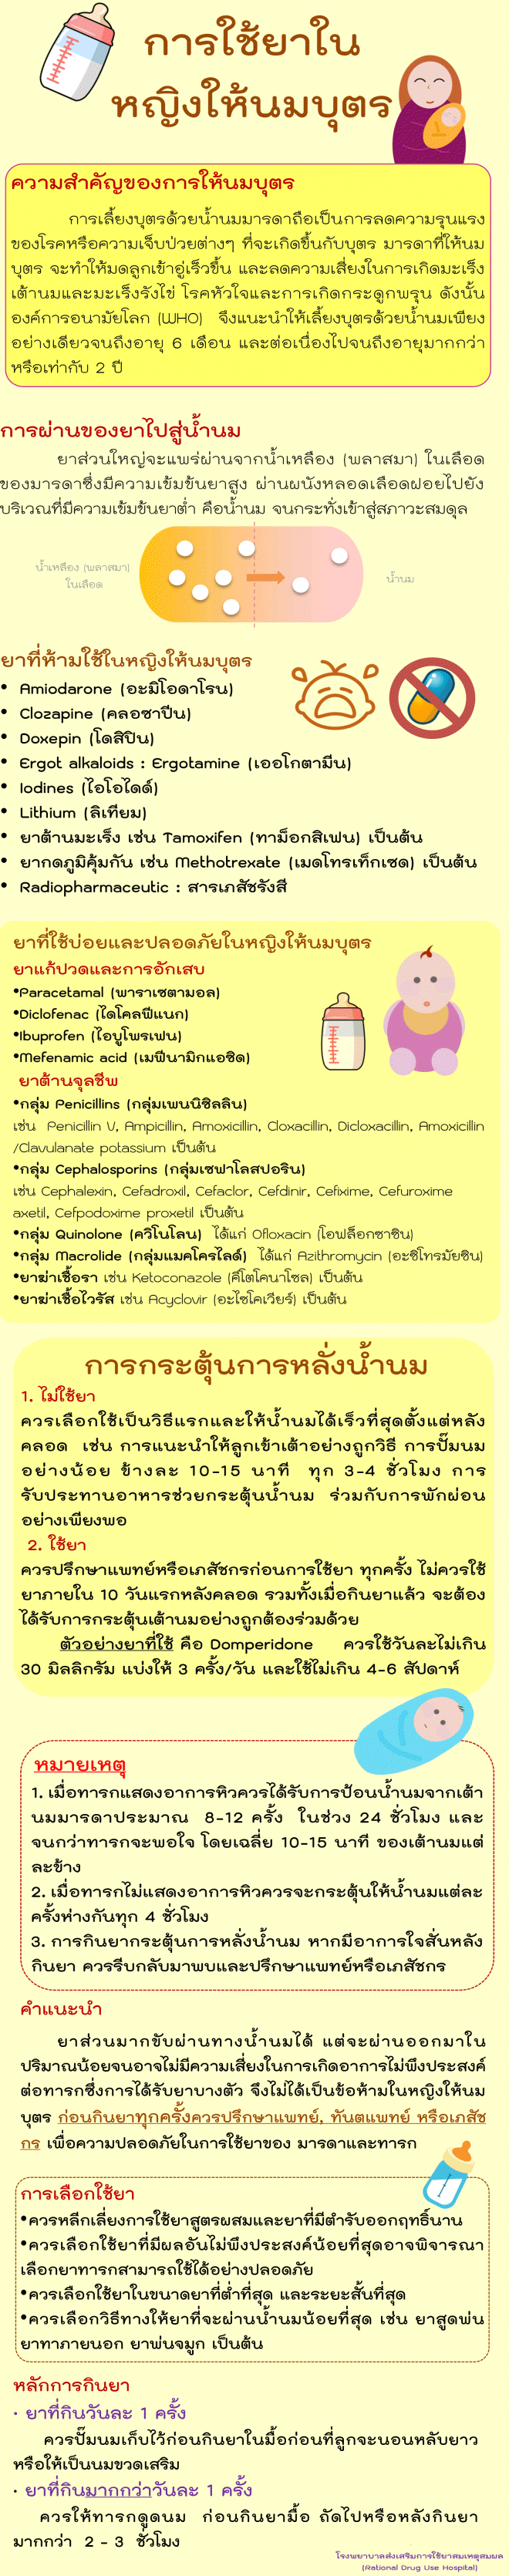 การใช้ยาใน
หญิงให้นมบุตร
ความสำคัญของการให้นมบุตร
การเลี้ยงบุตรด้วยน้ำนมมารดาถือเป็นการลดความรุนแรง
ของโรคหรือความเจ็บป่วยต่างๆ ที่จะเกิดขึ้นกับบุตร มารดาที่ให้นม
บุตร จะทำให้มดลูกเข้าอู่เร็วขึ้น และลดความเสี่ยงในการเกิดมะเร็ง
เต้านมและมะเร็งรังไข่ โรคหัวใจและการเกิดกระดูกพรุน ดังนั้น
องค์การอนามัยโลก (WHO) จึงแนะนำให้เลี้ยงบุตรด้วยน้ำนมเพียง
อย่างเดียวจนถึงอายุ 6 เดือน และต่อเนื่องไปจนถึงอายุมากกว่า
หรือเท่ากับ 2 ปี
การผ่านของยาไปสู่น้ำนม
ยาส่วนใหญ่จะแพร่ผ่านจากน้ำเหลือง (พลาสมา) ในเลือด
ของมารดาซึ่งมีความเข้มข้นยาสูง ผ่านผนังหลอดเลือดฝอยไปยัง
บริเวณที่มีความเข้มข้นยาต่ำ คือน้ำนม จนกระทั่งเข้าสู่สภาวะสมดุล
น้ำเหลือง (พลาสมา)
ในเลือด
น้ำนม
ยาที่ห้ามใช้ในหญิงให้นมบุตร
• Amiodarone (อะมิโอดาโรน)
• Clozapine (คลอซาปีน)
• Doxepin (โดสิปิน)
• Ergot alkaloids : Ergotamine (เออโกตามีน)
• Iodines (ไอโอไดด์)
• Lithium (ลิเทียม)
• ยาต้านมะเร็ง เช่น Tamoxifen (ทาม็อกสิเฟน) เป็นต้น
• ยากดภูมิคุ้มกัน เช่น Methotrexate (เมดโทรเท็กเซด) เป็นต้น
• Radiopharmaceutic : สารเภสัชรังสี
ยาที่ใช้บ่อยและปลอดภัยในหญิงให้นมบุตร
ยาแก้ปวดและการอักเสบ
•Paracetamal (พาราเซตามอล)
•Diclofenac (ไดโคลฟีแนก)
•Ibuprofen (ไอบูโพรเฟน)
•Mefenamic acid (เมฟีนามิกแอซิด)
ยาต้านจุลชีพ
•กลุ่ม Penicillins (กลุ่มเพนนิซิลลิน)
เช่น Penicillin V, Ampicillin, Amoxicillin, Cloxacillin, Dicloxacillin, Amoxicillin
/Clavulanate potassium เป็นต้น
•กลุ่ม Cephalosporins (กลุ่มเซฟาโลสปอริน)
เช่น Cephalexin, Cefadroxil, Cefaclor, Cefdinir, Cefixime, Cefuroxime
axetil, Cefpodoxime proxetil เป็นต้น
•กลุ่ม Quinolone (ควิโนโลน) ได้แก่ Ofloxacin (โอฟล็อกซาซิน)
•กลุ่ม Macrolide (กลุ่มแมคโครไลด์) ได้แก่ Azithromycin (อะซิโทรมัยซิน)
•ยาฆ่าเชื้อรา เช่น Ketoconazole (คีโตโคนาโซล) เป็นต้น
•ยาฆ่าเชื้อไวรัส เช่น Acyclovir (อะไซโคเวียร์) เป็นต้น
การกระตุ้นการหลั่งน้ำนม
1. ไม่ใช้ยา
ควรเลือกใช้เป็นวิธีแรกและให้น้ำนมได้เร็วที่สุดตั้งแต่หลัง
คลอด เช่น การแนะนำให้ลูกเข้าเต้าอย่างถูกวิธี การปั๊มนม
อย่างน้อย ข้างละ 10-15 นาที ทุก 3-4 ชั่วโมง การ
รับประทานอาหารช่วยกระตุ้นน้ำนม ร่วมกับการพักผ่อน
อย่างเพียงพอ
2. ใช้ยา
ควรปรึกษาแพทย์หรือเภสัชกรก่อนการใช้ยา ทุกครั้ง ไม่ควรใช้
ยาภายใน 10 วันแรกหลังคลอด รวมทั้งเมื่อกินยาแล้ว จะต้อง
ได้รับการกระตุ้นเต้านมอย่างถูกต้องร่วมด้วย
ตัวอย่างยาที่ใช้ คือ Domperidone ควรใช้วันละไม่เกิน
30 มิลลิกรัม แบ่งให้ 3 ครั้ง/วัน และใช้ไม่เกิน 4-6 สัปดาห์
หมายเหตุ
1. เมื่อทารกแสดงอาการหิวควรได้รับการป้อนน้ำนมจากเต้า
นมมารดาประมาณ 8-12 ครั้ง ในช่วง 24 ชั่วโมง และ
จนกว่าทารกจะพอใจ โดยเฉลี่ย 10-15 นาที ของเต้านมแต่
ละข้าง
2. เมื่อทารกไม่แสดงอาการหิวควรจะกระตุ้นให้น้ำนมแต่ละ
ครั้งห่างกันทุก 4 ชั่วโมง
3. การกินยากระตุ้นการหลั่งน้ำนม หากมีอาการใจสั่นหลัง
กินยา ควรรีบกลับมาพบและปรึกษาแพทย์หรือเภสัชกร
คำแนะนำ
ยาส่วนมากขับผ่านทางน้ำนมได้ แต่จะผ่านออกมาใน
ปริมาณน้อยจนอาจไม่มีความเสี่ยงในการเกิดอาการไม่พึงประสงค์
ต่อทารกซึ่งการได้รับยาบางตัว จึงไม่ได้เป็นข้อห้ามในหญิงให้นม
บุตร ก่อนกินยาทุกครั้งควรปรึกษาแพทย์, ทันตแพทย์ หรือเภสัช
กร เพื่อความปลอดภัยในการใช้ยาของ มารดาและทารก
การเลือกใช้ยา
•ควรหลีกเลี่ยงการใช้ยาสูตรผสมและยาที่มีตำรับออกฤทธิ์นาน
•ควรเลือกใช้ยาที่มีผลอันไม่พึงประสงค์น้อยที่สุดอาจพิจารณา
เลือกยาทารกสามารถใช้ได้อย่างปลอดภัย
•ควรเลือกใช้ยาในขนาดยาที่ต่ำที่สุด และระยะสั้นที่สุด
•ควรเลือกวิธีทางให้ยาที่จะผ่านน้ำนมน้อยที่สุด เช่น ยาสูดพ่น
ยาทาภายนอก ยาพ่นจมูก เป็นต้น
หลักการกินยา
• ยาที่กินวันละ 1 ครั้ง
ควรปั๊มนมเก็บไว้ก่อนกินยาในมื้อก่อนที่ลูกจะนอนหลับยาว
หรือให้เป็นนมขวดเสริม
• ยาที่กินมากกว่าวันละ 1 ครั้ง
ควรให้ทารกดูดนม ก่อนกินยามื้อ ถัดไปหรือหลังกินยา
มากกว่า 2 - 3 ชั่วโมง
โรงพยาบาลส่งเสริมการใช้ยาสมเหตุสมผล
(Rational Drug Use Hospital)